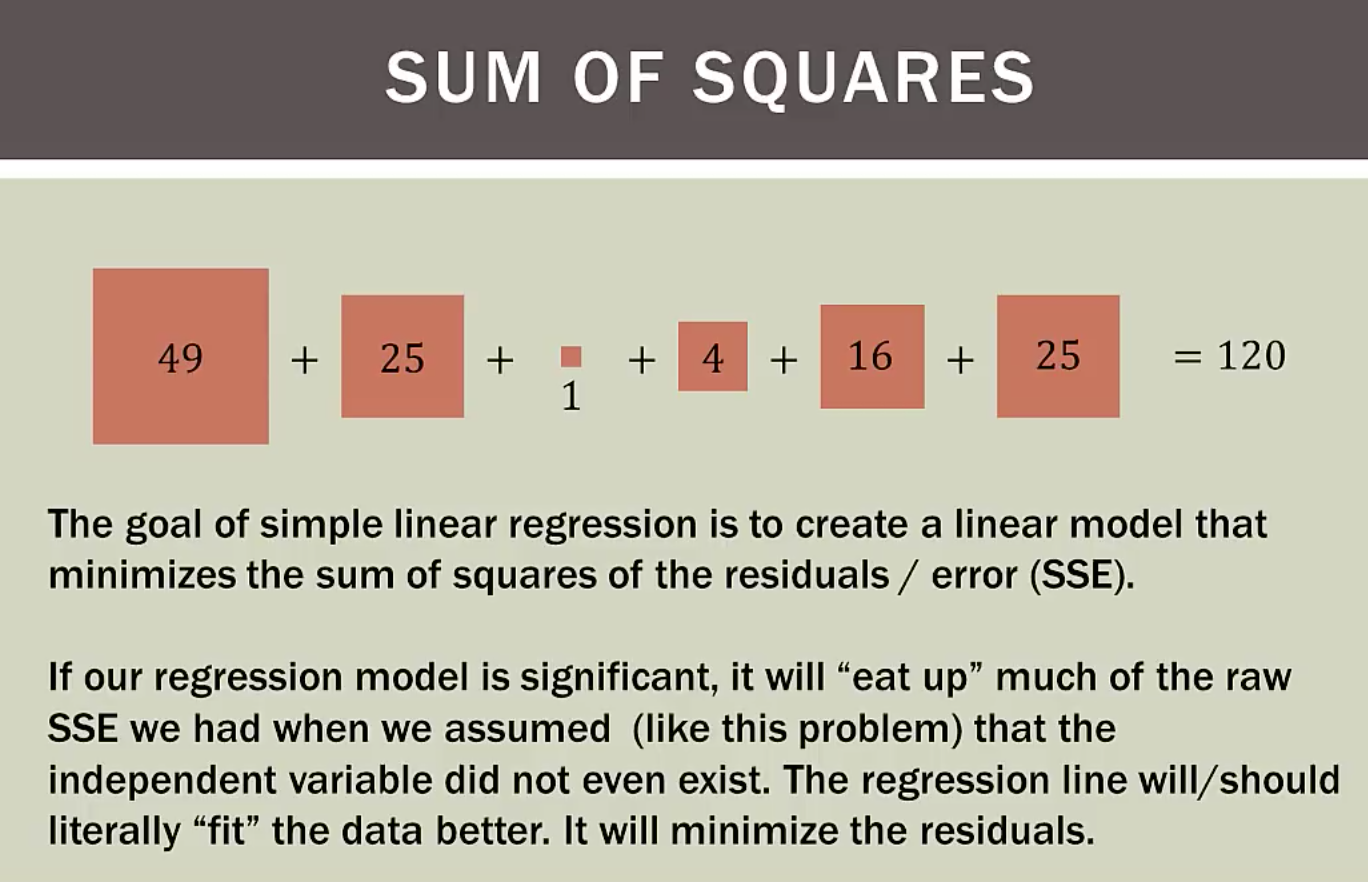 SUM OF SQUARES
49 + 25 + 1 + 4 + 16 + 25 = 120
The goal of simple linear regression is to create a linear model that
minimizes the sum of squares of the residuals / error (SSE).
If our regression model is significant, it will “eat up” much of the raw
SSE we had when we assumed (like this problem) that the
independent variable did not even exist. The regression line will/should
literally “fit” the data better. It will minimize the residuals.